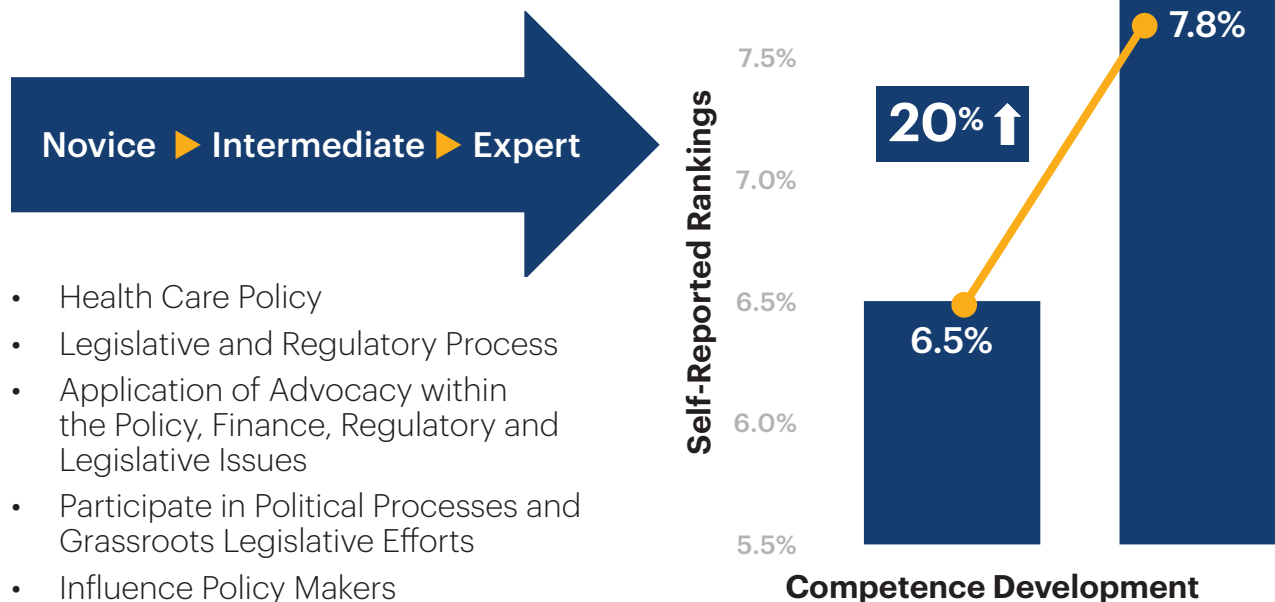 Novice ▶ Intermediate ▶ Expert
• Health Care Policy
• Legislative and Regulatory Process
• Application of Advocacy within
the Policy, Finance, Regulatory and
Legislative Issues
• Participate in Political Processes and
Grassroots Legislative Efforts
• Influence Policy Makers
Self-Reported Rankings
7.5%
7.0%
6.5%
6.0%
5.5%
20% ⬆
6.5%
7.8%
Competence Development